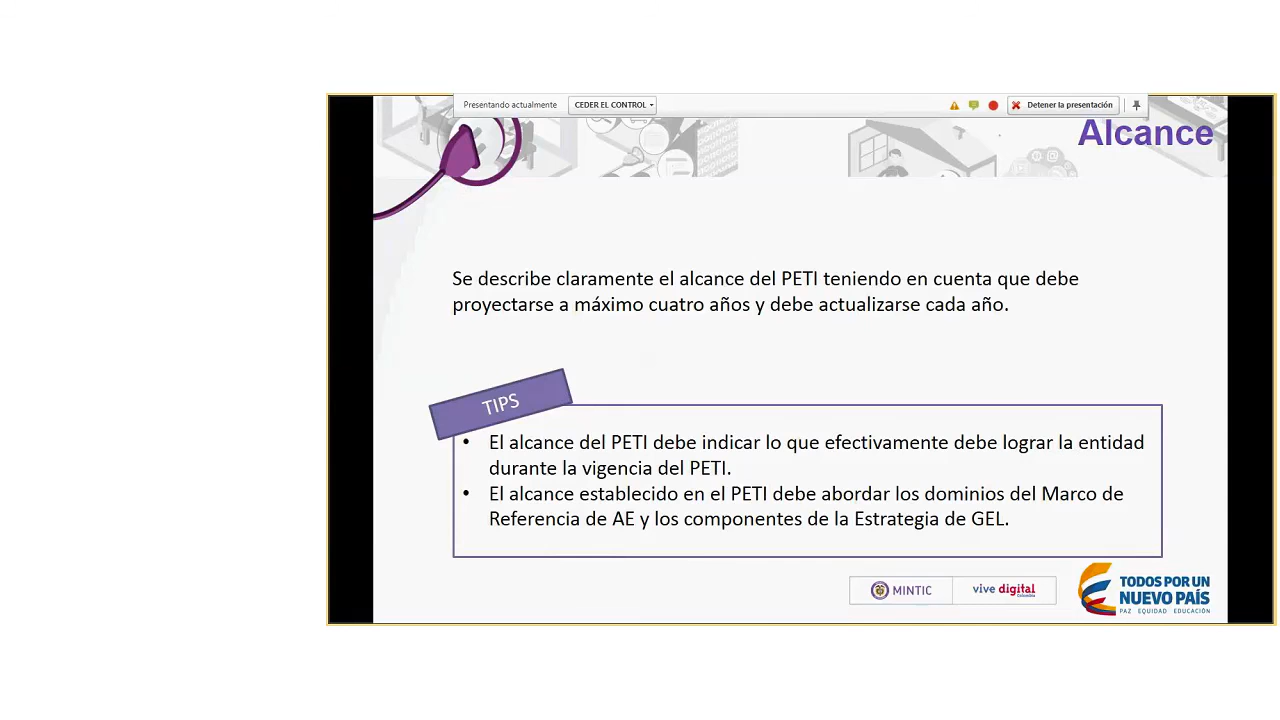 Presentando actualmente
CEDER EL CONTROL
Detener la presentación
Alcance
Se describe claramente el alcance del PETI teniendo en cuenta que debe
proyectarse a máximo cuatro años y debe actualizarse cada año.
TIPS
• El alcance del PETI debe indicar lo que efectivamente debe lograr la entidad
durante la vigencia del PETI.
• El alcance establecido en el PETI debe abordar los dominios del Marco de
Referencia de AE y los componentes de la Estrategia de GEL.
MINTIC
vive digital
Colombia
TODOS POR UN
NUEVO PAÍS
PAZ EQUIDAD EDUCACIÓN